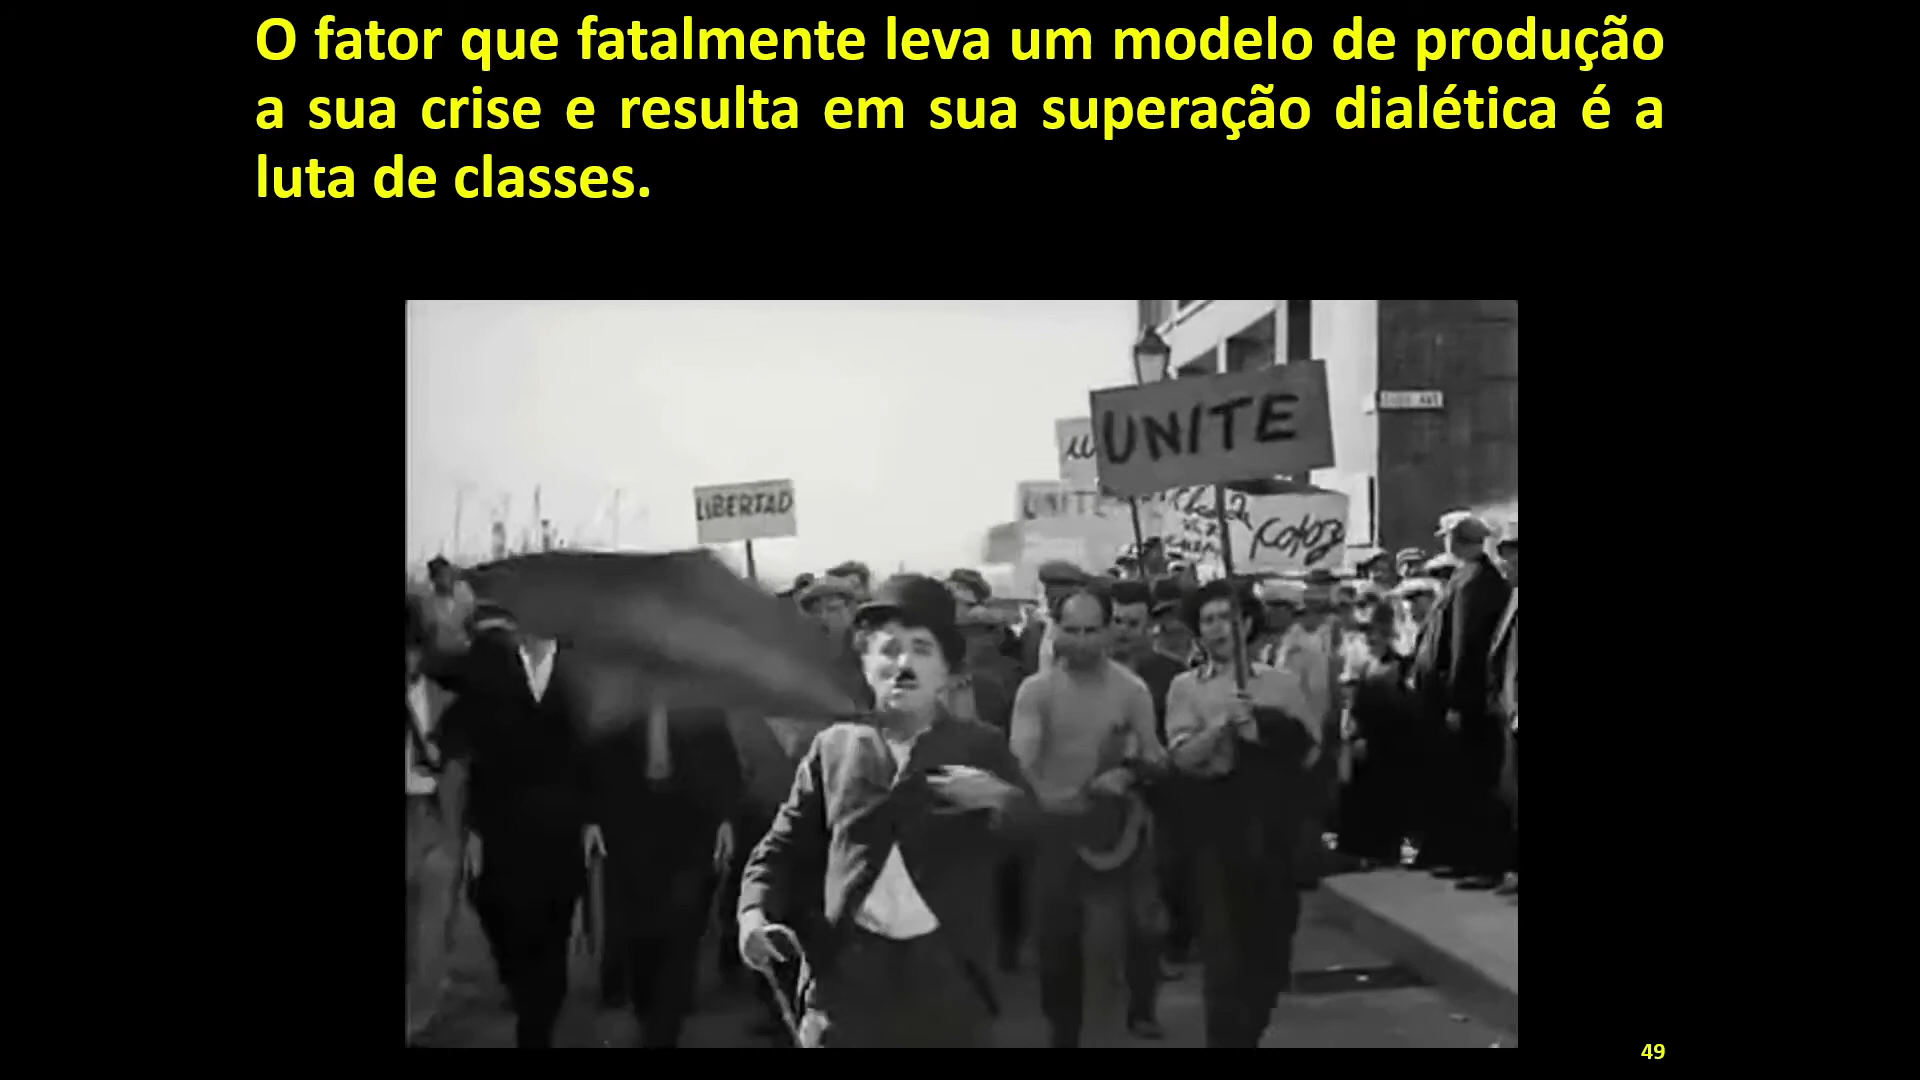 O fator que fatalmente leva um modelo de produção
a sua crise e resulta em sua superação dialética é a
luta de classes.
UNITE
LIBERTAD
UNITE
49